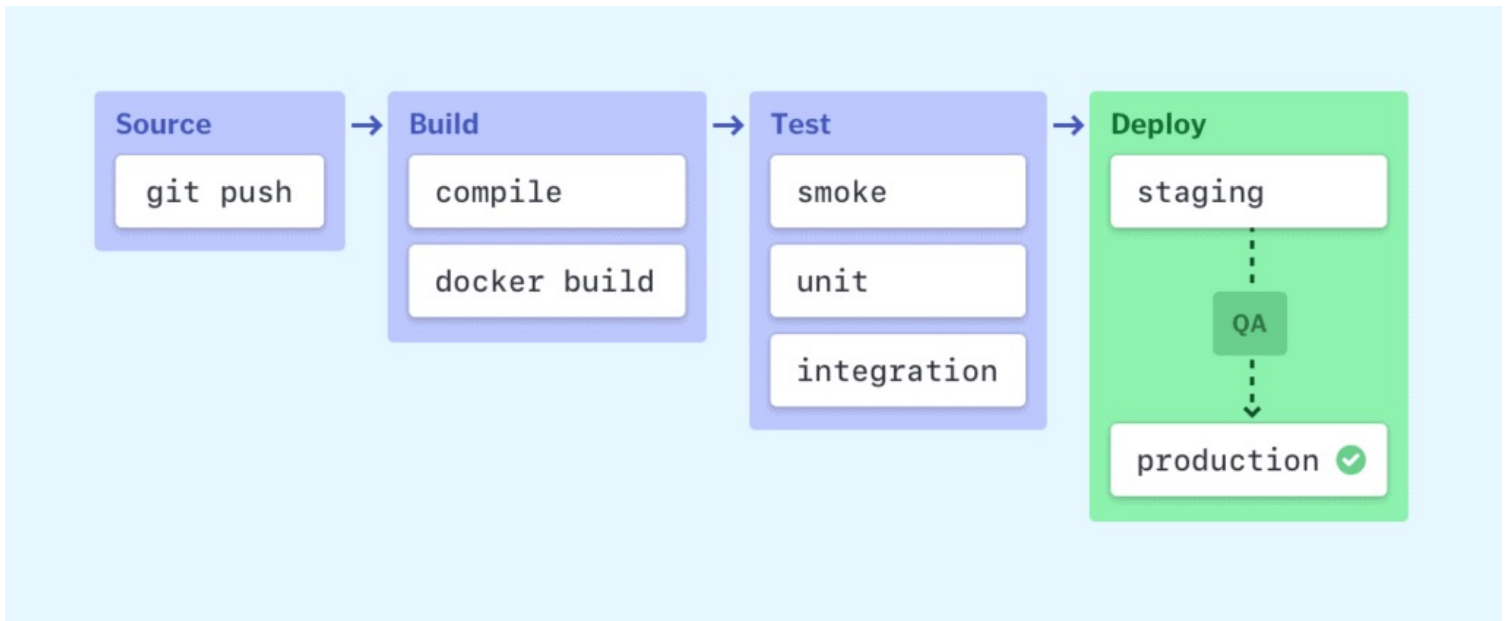 Source
git push
Build
compile
docker build
Test
smoke
unit
integration
Deploy
staging
QA
production